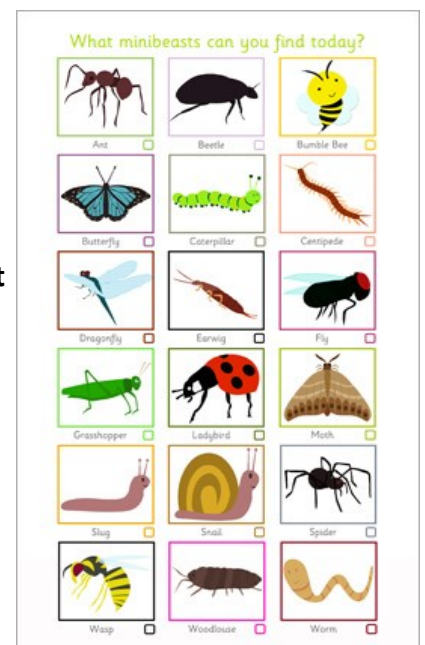 What minibeasts can you find today?
Ant Beetle Bumble Bee
Butterfly Caterpillar Centipede
t
Dragonfly Earwig Fly
Grasshopper Ladybird Moth
Slug Snail Spider
Wasp Woodlouse Worm